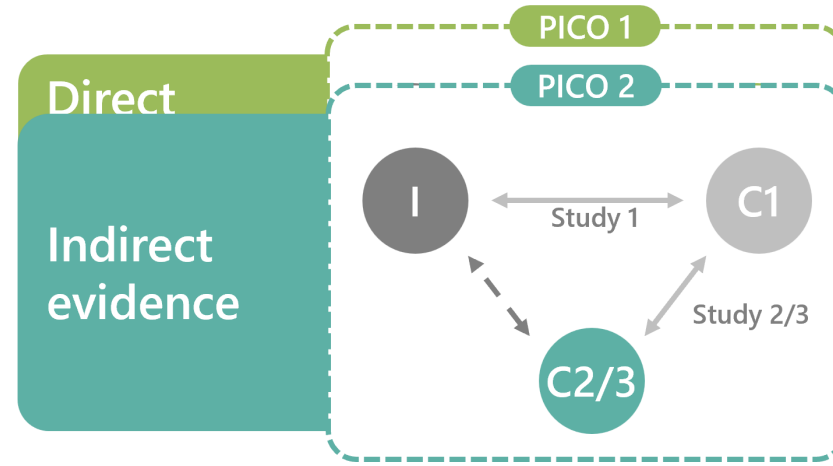 PICO 1
Direct
PICO 2
Indirect
evidence
I
Study 1
C1
Study 2/3
C2/3